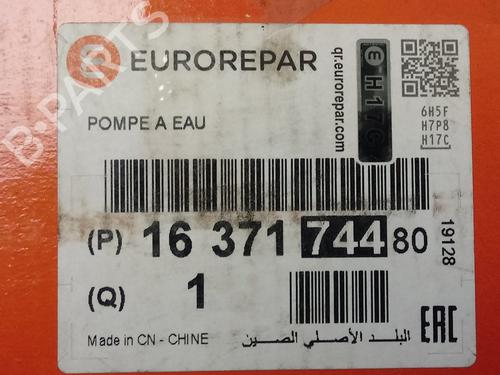 EUROREPAR
POMPE A EAU
qr.eurorepar.com
H17C
6H5F
H7P8
H17C
(P) 16 371 744 80
19128
(Q) 1
Made in CN - CHINE
البلد الأصلي الصين
EAC
B-PARTS